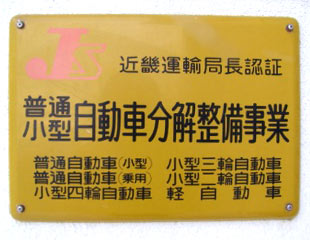 JS 近畿運輸局長認証
普通
小型 自動車分解整備事業
普通自動車(小型) 小型三輪自動車
普通自動車(乗用) 小型二輪自動車
小型四輪自動車 軽自動車